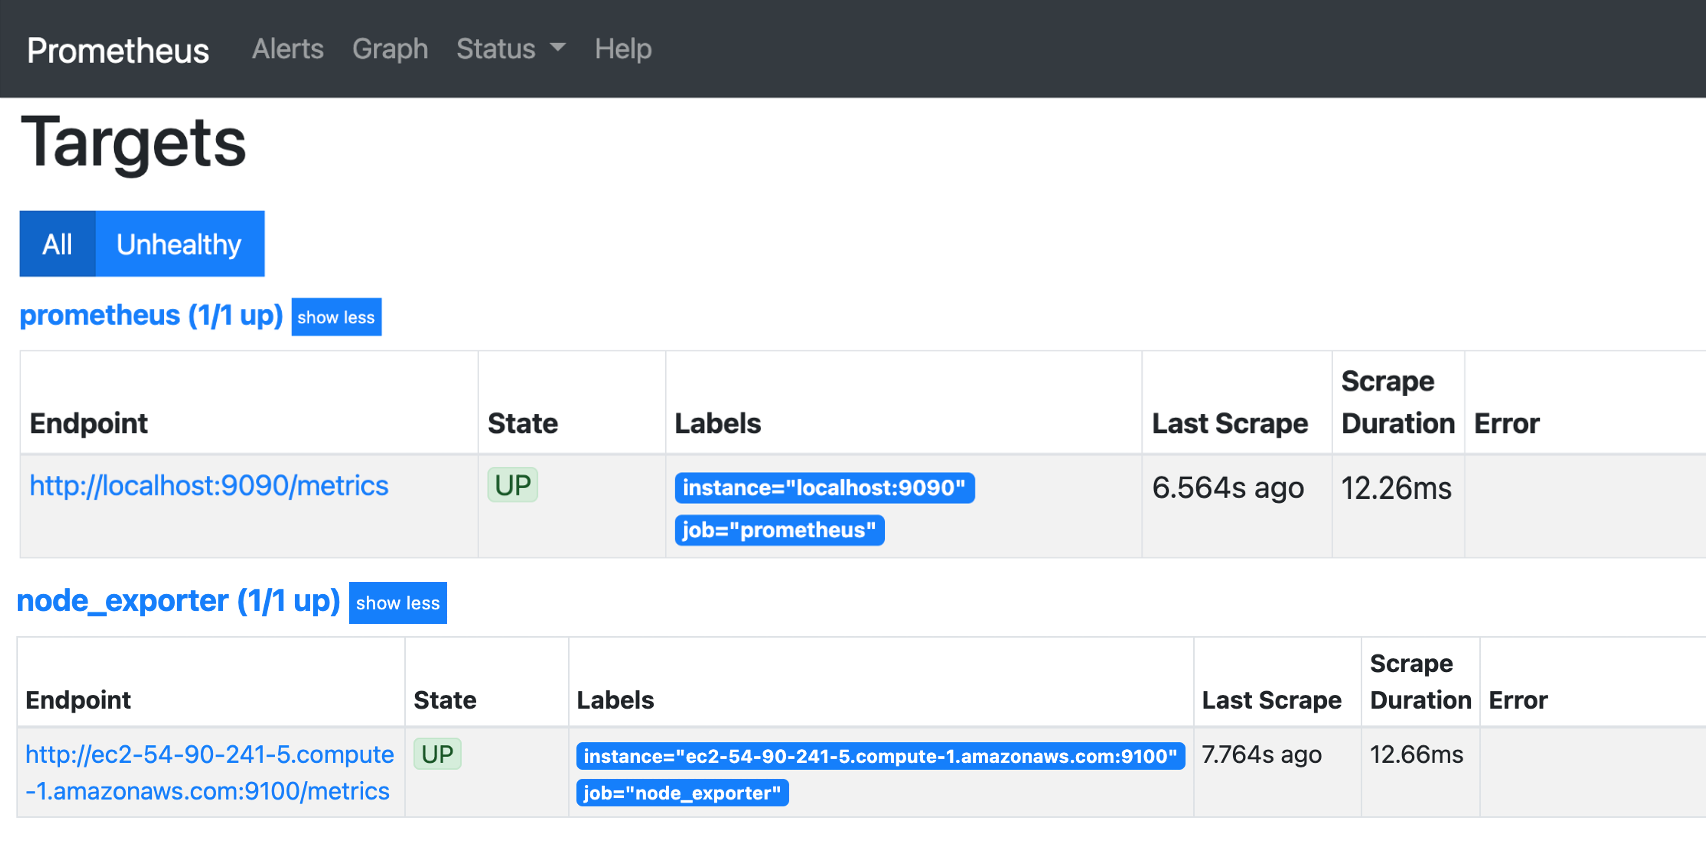 Prometheus Alerts Graph Status Help
Targets
All Unhealthy
prometheus (1/1 up) show less
Endpoint State Labels Last Scrape Scrape Duration Error
http://localhost:9090/metrics UP instance="localhost:9090" 6.564s ago 12.26ms
job="prometheus"
node_exporter (1/1 up) show less
Endpoint State Labels Last Scrape Scrape Duration Error
http://ec2-54-90-241-5.compute UP instance="ec2-54-90-241-5.compute-1.amazonaws.com:9100" 7.764s ago 12.66ms
-1.amazonaws.com:9100/metrics job="node_exporter"